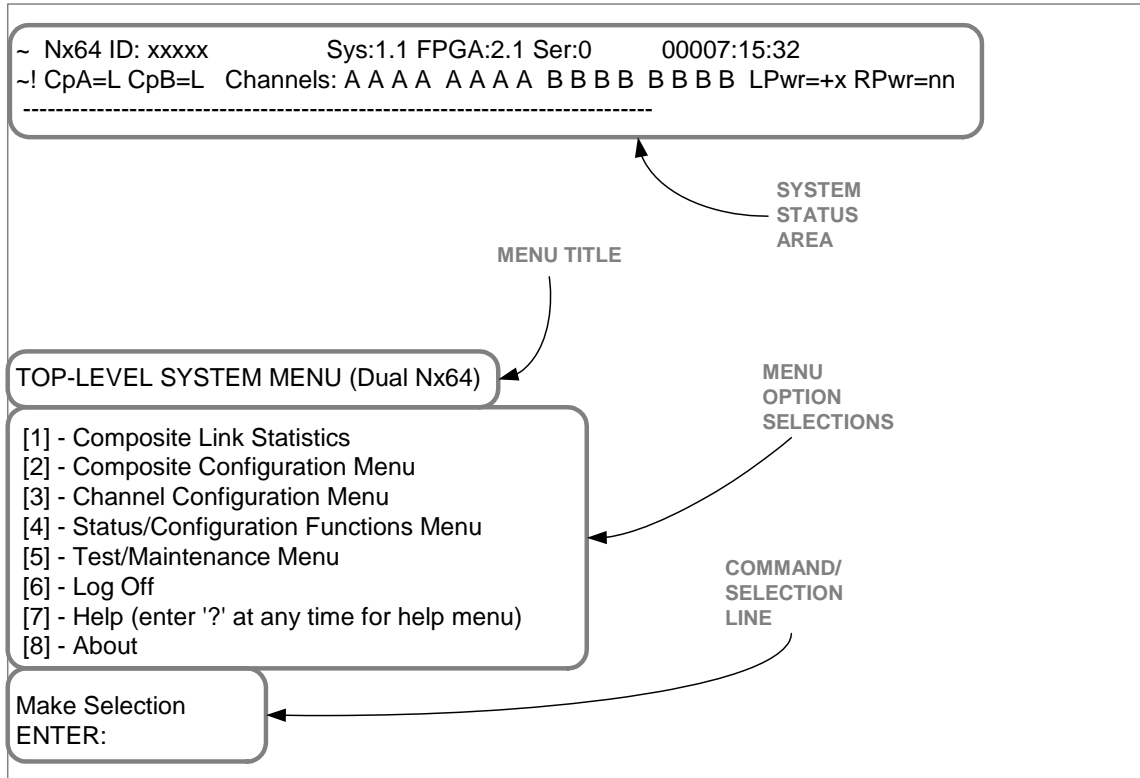 ~ Nx64 ID: xxxxx Sys:1.1 FPGA:2.1 Ser:0 00007:15:32
~! CpA=L CpB=L Channels: A A A A A A A A B B B B B B B B LPwr=+x RPwr=nn
------------------------------------------------------------------------
SYSTEM
STATUS
AREA
MENU TITLE
TOP-LEVEL SYSTEM MENU (Dual Nx64)
MENU
OPTION
SELECTIONS
[1] - Composite Link Statistics
[2] - Composite Configuration Menu
[3] - Channel Configuration Menu
[4] - Status/Configuration Functions Menu
[5] - Test/Maintenance Menu
[6] - Log Off
[7] - Help (enter '?' at any time for help menu)
[8] - About
COMMAND/
SELECTION
LINE
Make Selection
ENTER: